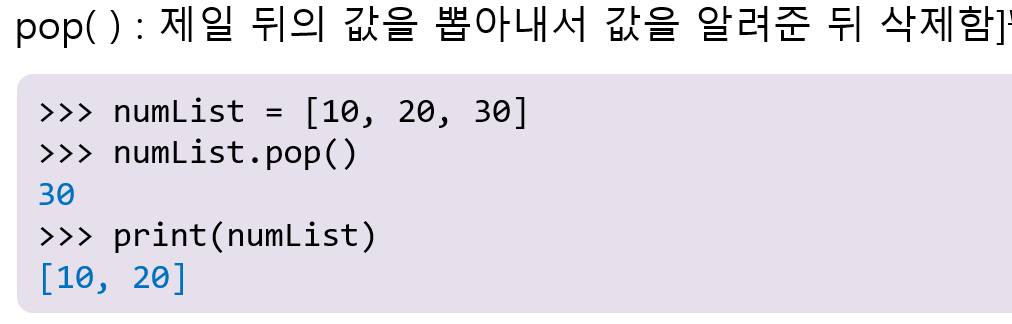 pop( ) : 제일 뒤의 값을 뽑아내서 값을 알려준 뒤 삭제함]
>>> numList = [10, 20, 30]
>>> numList.pop()
30
>>> print(numList)
[10, 20]